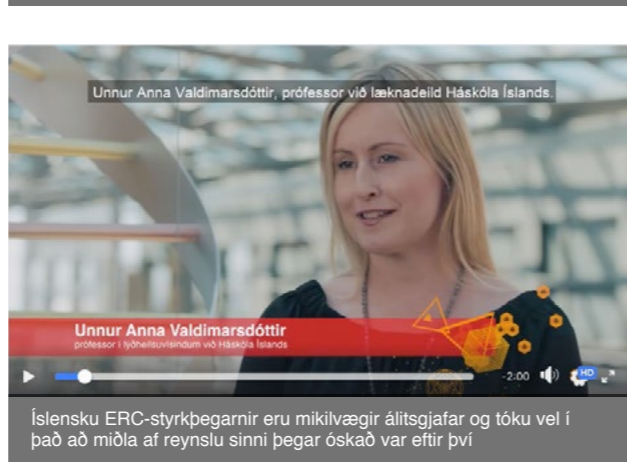 Unnur Anna Valdimarsdóttir, prófessor við læknadeild Háskóla Íslands.
Unnur Anna Valdimarsdóttir
prófessor í lýðheilsuvísindum við Háskóla Íslands
-2:00
HD
Íslensku ERC-styrkþegarnir eru mikilvægir álitsgjafar og tóku vel í
það að miðla af reynslu sinni þegar óskað var eftir því